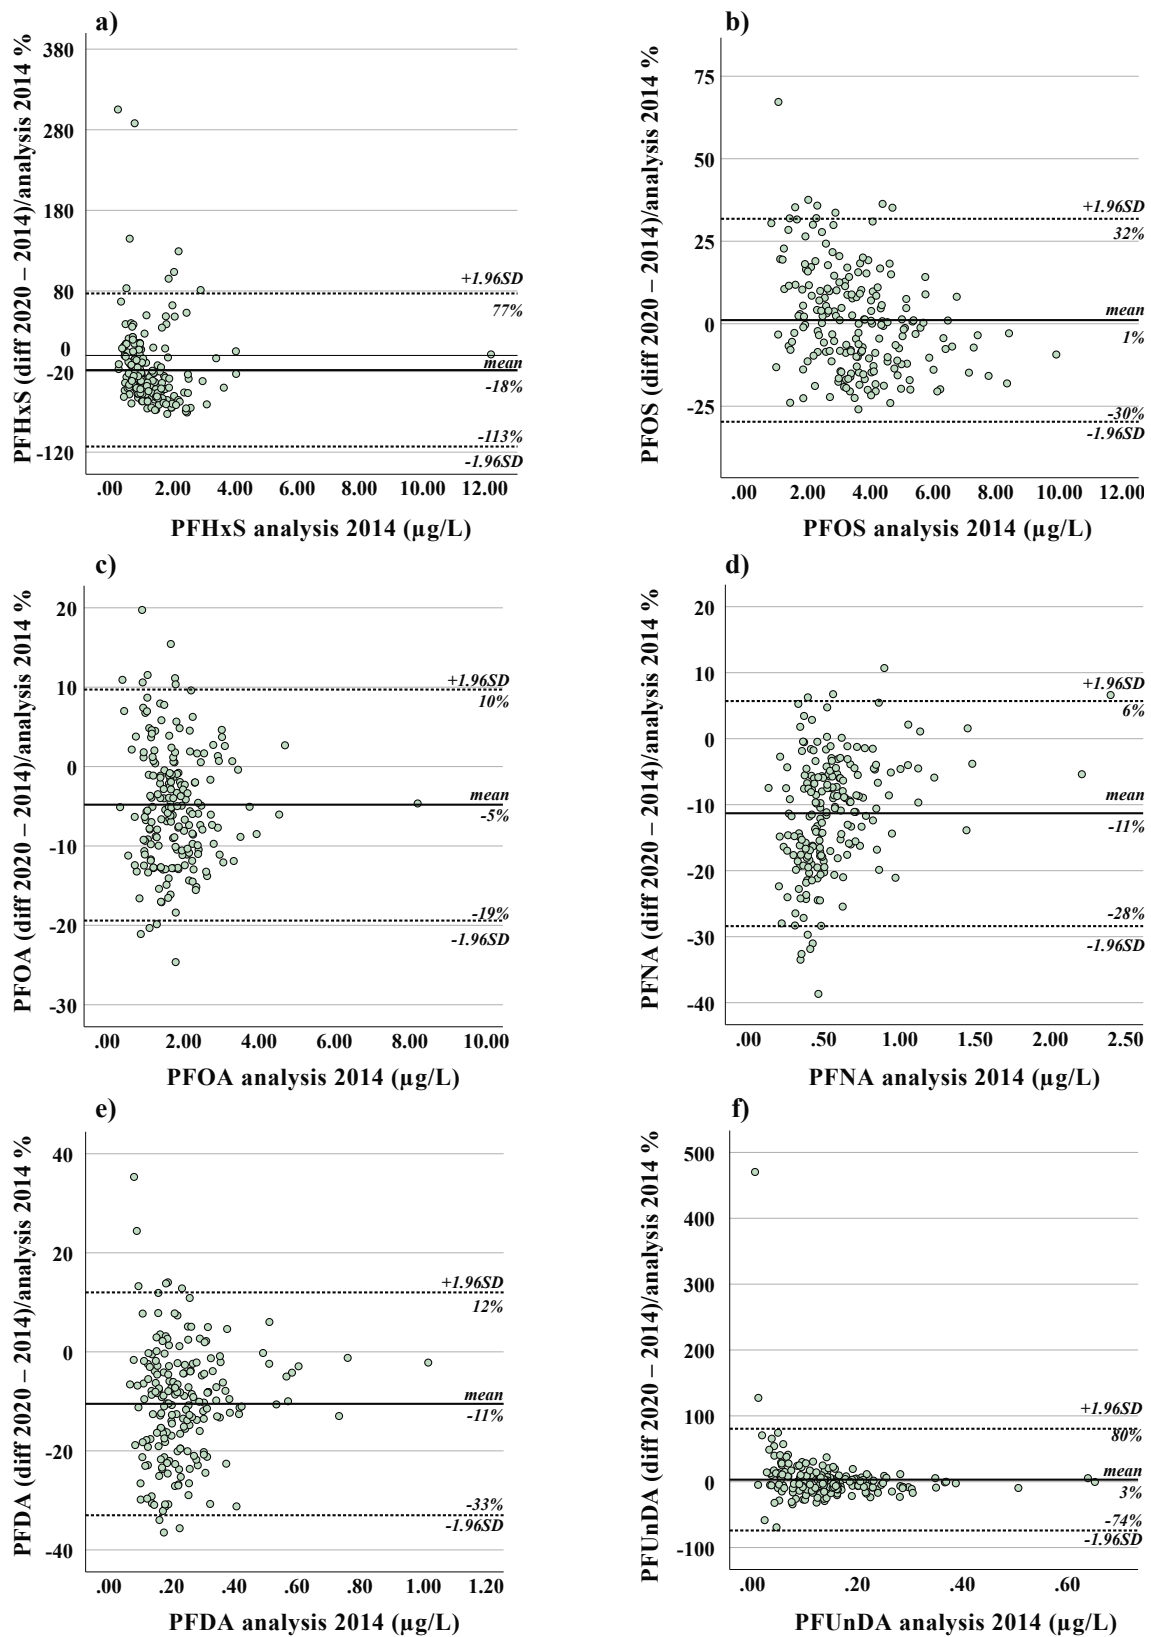 a)
PFHxS (diff 2020 – 2014)/analysis 2014 %
380
280
180
80
0
-20
-120
+1.96SD
77%
mean
-18%
-113%
-1.96SD
.00 2.00 4.00 6.00 8.00 10.00 12.00
PFHxS analysis 2014 (µg/L)
b)
PFOS (diff 2020 – 2014)/analysis 2014 %
75
50
25
0
-25
+1.96SD
32%
mean
1%
-30%
-1.96SD
.00 2.00 4.00 6.00 8.00 10.00 12.00
PFOS analysis 2014 (µg/L)
c)
PFOA (diff 2020 – 2014)/analysis 2014 %
20
10
0
-10
-20
-30
+1.96SD
10%
mean
-5%
-19%
-1.96SD
.00 2.00 4.00 6.00 8.00 10.00
PFOA analysis 2014 (µg/L)
d)
PFNA (diff 2020 – 2014)/analysis 2014 %
20
10
0
-10
-20
-30
-40
+1.96SD
6%
mean
-11%
-28%
-1.96SD
.00 .50 1.00 1.50 2.00 2.50
PFNA analysis 2014 (µg/L)
e)
PFDA (diff 2020 – 2014)/analysis 2014 %
40
20
0
-20
-40
+1.96SD
12%
mean
-11%
-33%
-1.96SD
.00 .20 .40 .60 .80 1.00 1.20
PFDA analysis 2014 (µg/L)
f)
PFUnDA (diff 2020 – 2014)/analysis 2014 %
500
400
300
200
100
0
-100
+1.96SD
80%
mean
3%
-74%
-1.96SD
.00 .20 .40 .60
PFUnDA analysis 2014 (µg/L)